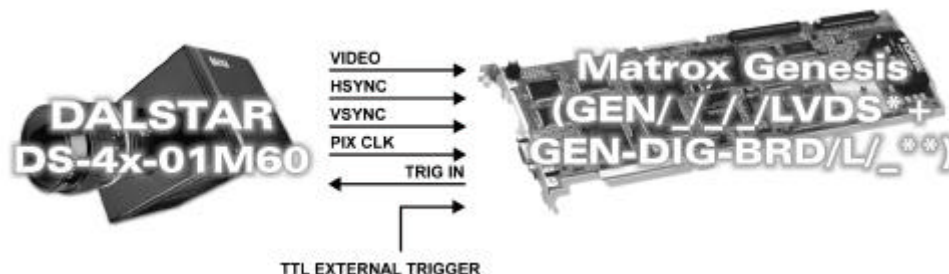 DALSTAR
DS-4x-01M60
VIDEO
HSYNC
VSYNC
PIX CLK
TRIG IN
TTL EXTERNAL TRIGGER
Matrox Genesis
(GEN/_/_/_/LVDS*+
GEN-DIG-BRD/L/_**)